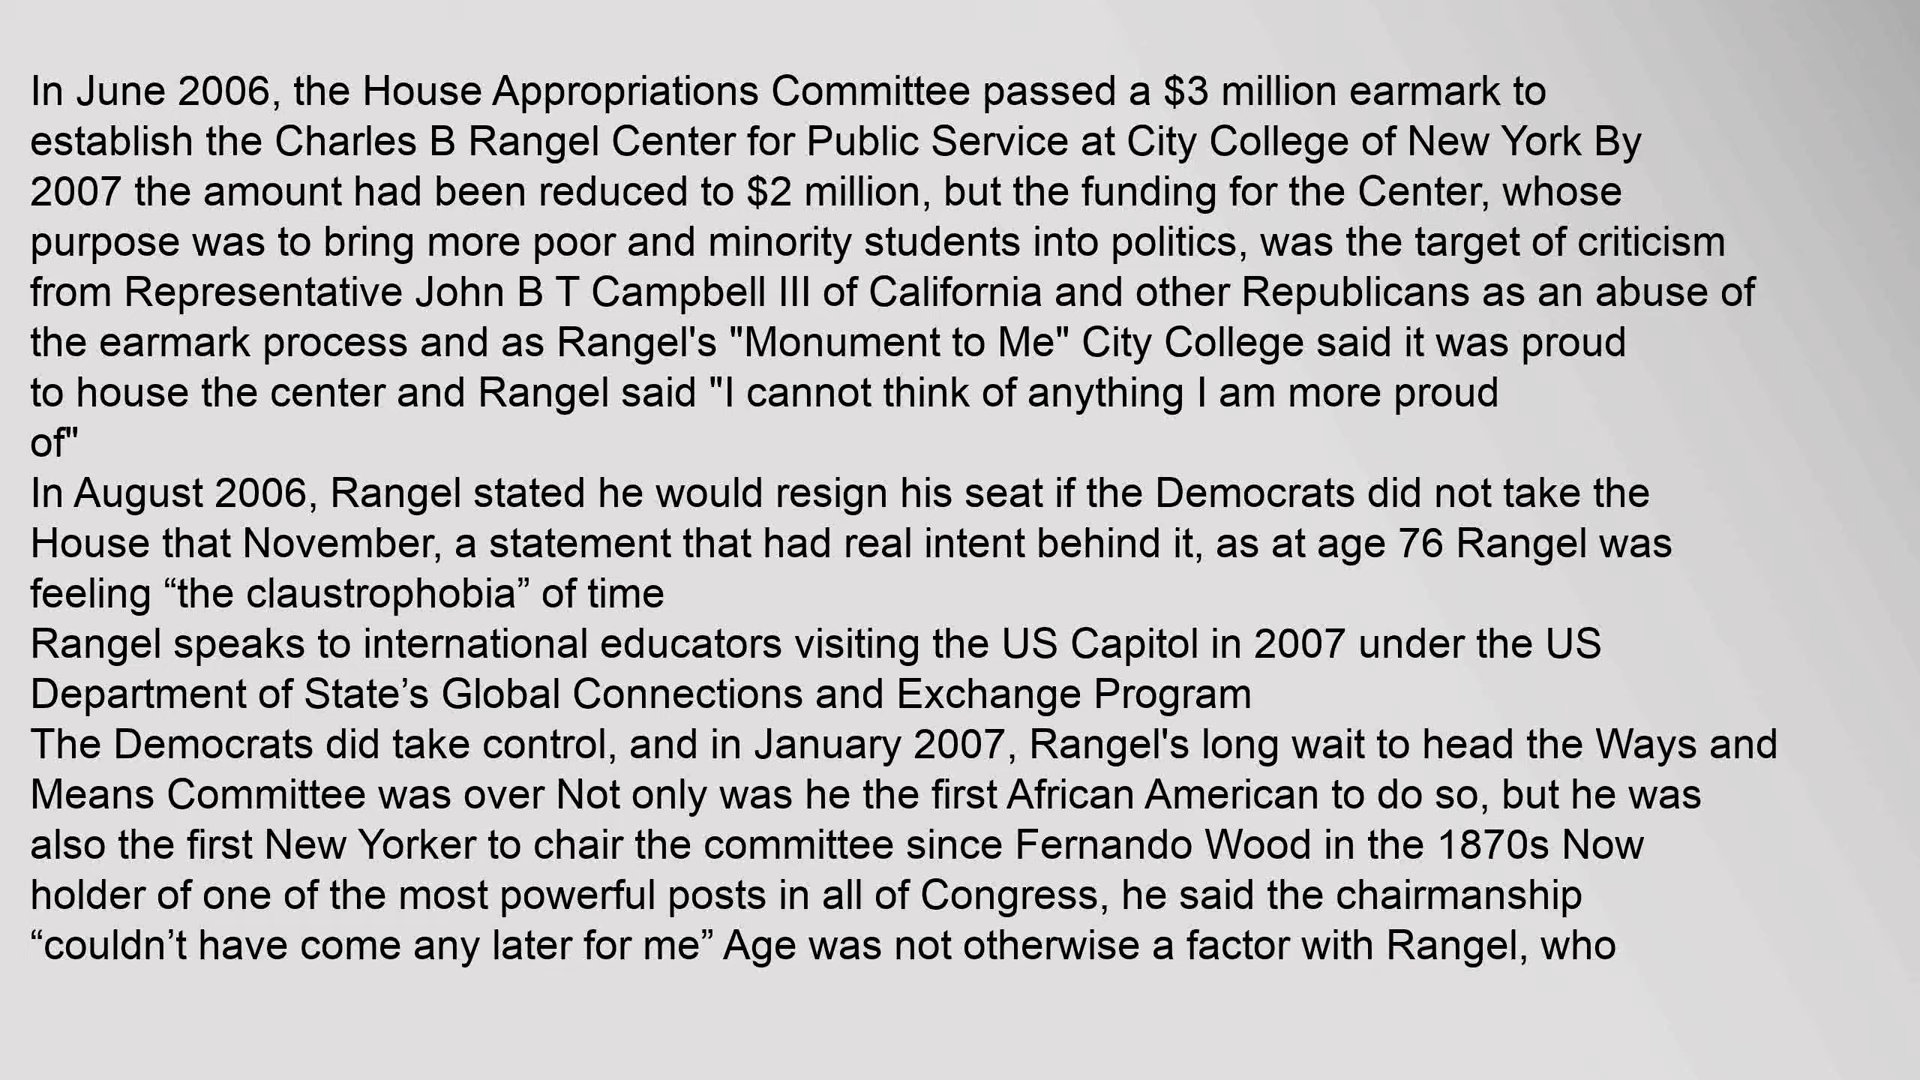 In June 2006, the House Appropriations Committee passed a $3 million earmark to
establish the Charles B Rangel Center for Public Service at City College of New York By
2007 the amount had been reduced to $2 million, but the funding for the Center, whose
purpose was to bring more poor and minority students into politics, was the target of criticism
from Representative John B T Campbell III of California and other Republicans as an abuse of
the earmark process and as Rangel's "Monument to Me" City College said it was proud
to house the center and Rangel said "I cannot think of anything I am more proud
of"
In August 2006, Rangel stated he would resign his seat if the Democrats did not take the
House that November, a statement that had real intent behind it, as at age 76 Rangel was
feeling “the claustrophobia” of time
Rangel speaks to international educators visiting the US Capitol in 2007 under the US
Department of State’s Global Connections and Exchange Program
The Democrats did take control, and in January 2007, Rangel's long wait to head the Ways and
Means Committee was over Not only was he the first African American to do so, but he was
also the first New Yorker to chair the committee since Fernando Wood in the 1870s Now
holder of one of the most powerful posts in all of Congress, he said the chairmanship
“couldn’t have come any later for me” Age was not otherwise a factor with Rangel, who